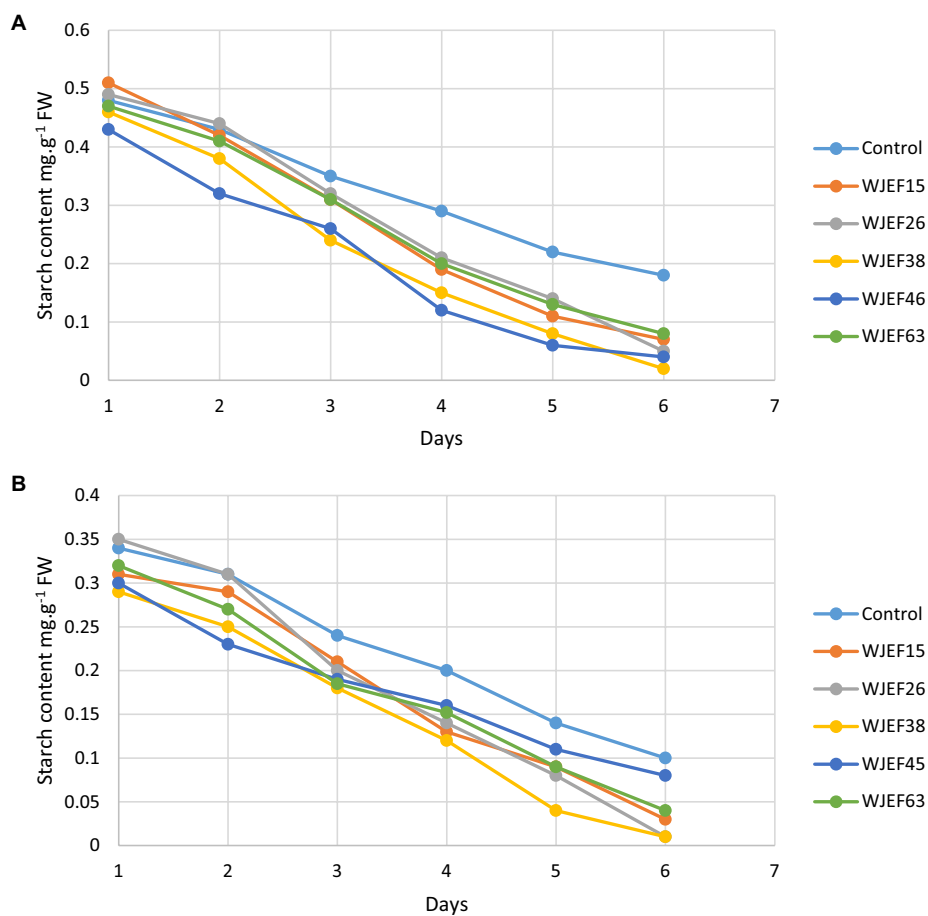 A
0.6
0.5
0.4
0.3
0.2
0.1
0
Starch content mg.g⁻¹ FW
1 2 3 4 5 6 7
Days
Control
WJEF15
WJEF26
WJEF38
WJEF46
WJEF63
B
0.4
0.35
0.3
0.25
0.2
0.15
0.1
0.05
0
Starch content mg.g⁻¹ FW
1 2 3 4 5 6 7
Days
Control
WJEF15
WJEF26
WJEF38
WJEF45
WJEF63